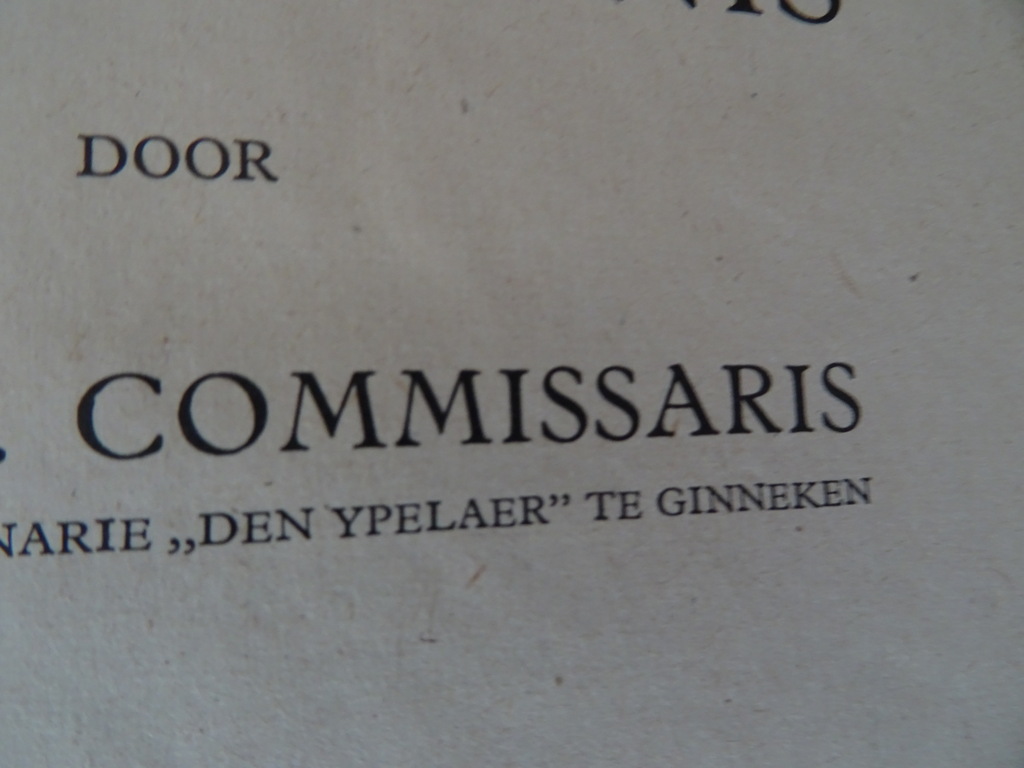 DOOR
. COMMISSARIS
NARIE „DEN YPELAER” TE GINNEKEN